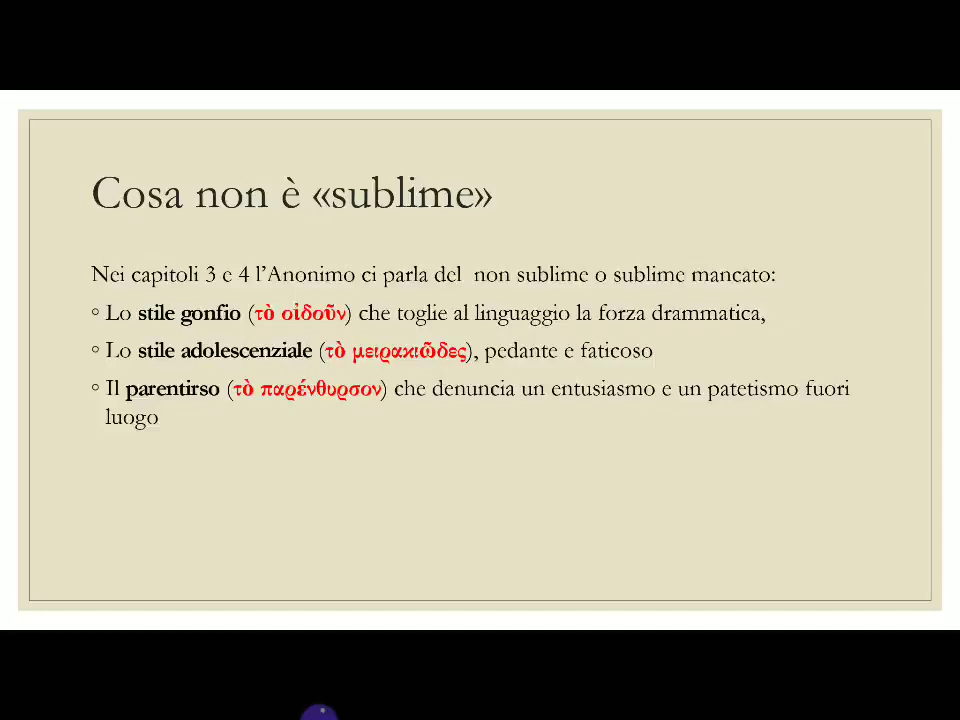 Cosa non è «sublime»
Nei capitoli 3 e 4 l’Anonimo ci parla del non sublime o sublime mancato:
◦ Lo stile gonfio (τὸ οἰδοῦν) che toglie al linguaggio la forza drammatica,
◦ Lo stile adolescenziale (τὸ μειρακιῶδες), pedante e faticoso
◦ Il parentirso (τὸ παρένθυρσον) che denuncia un entusiasmo e un patetismo fuori
luogo